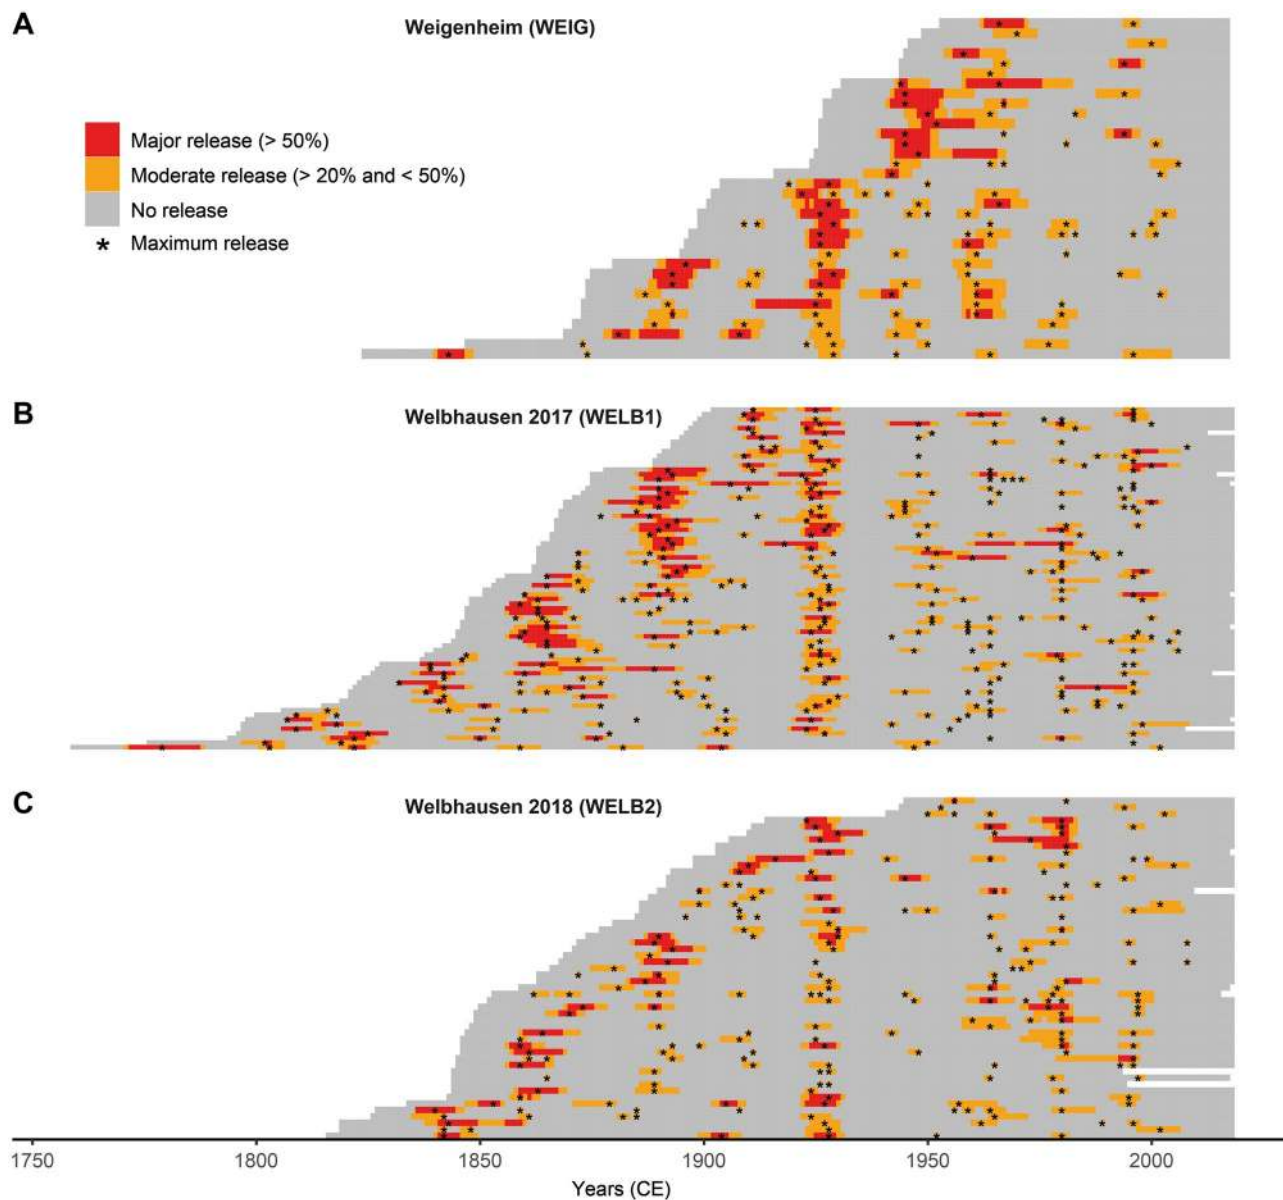 A
Weigenheim (WEIG)
Major release (> 50%)
Moderate release (> 20% and < 50%)
No release
* Maximum release
B
Welbhausen 2017 (WELB1)
C
Welbhausen 2018 (WELB2)
1750 1800 1850 1900 1950 2000
Years (CE)